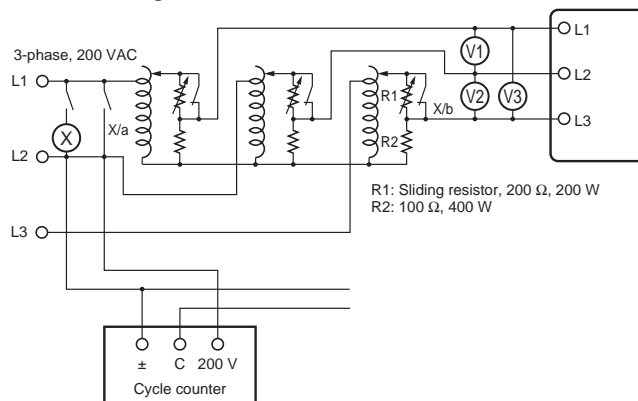 3-phase, 200 VAC
L1
L2
L3
X
X/a
R1
R2
X/b
V1
V2
V3
L1
L2
L3
R1: Sliding resistor, 200 Ω, 200 W
R2: 100 Ω, 400 W
± C 200 V
Cycle counter